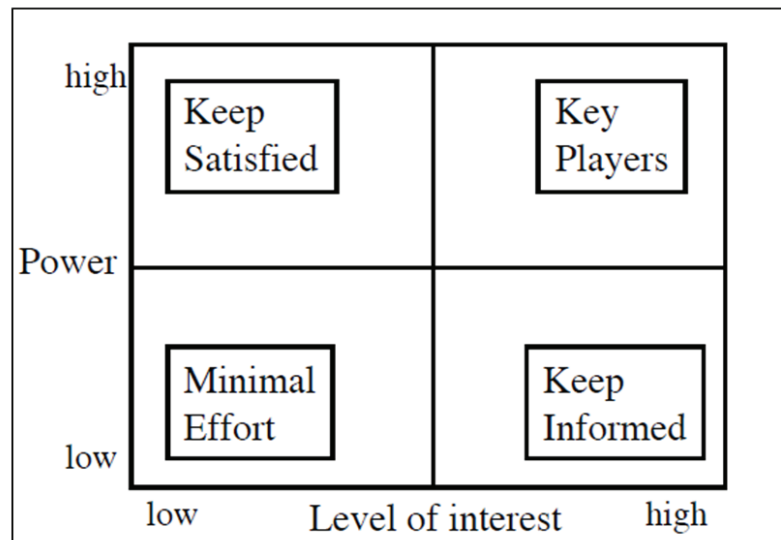 high
Keep
Satisfied
Key
Players
Power
Minimal
Effort
Keep
Informed
low
low
Level of interest
high